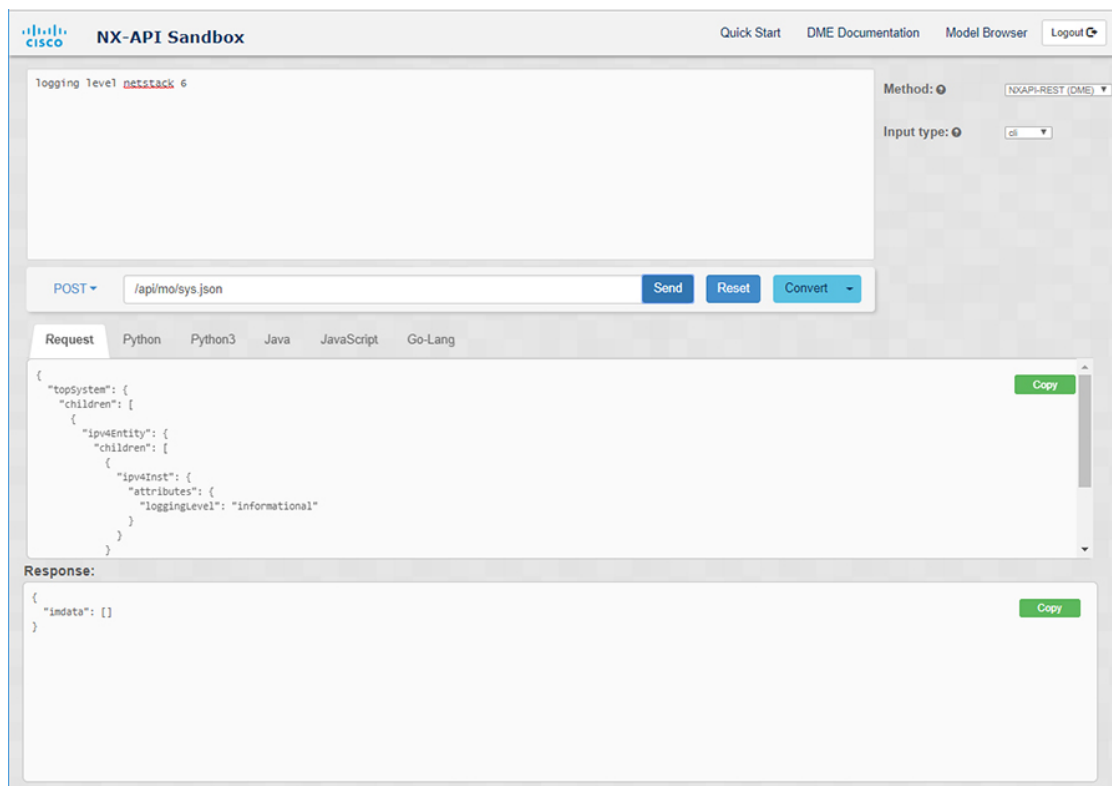 CISCO NX-API Sandbox Quick Start DME Documentation Model Browser Logout
logging level netstack 6
Method: NXAPI-REST (DME)
Input type: cli
POST /api/mo/sys.json Send Reset Convert
Request Python Python3 Java JavaScript Go-Lang
Copy
{
"topSystem": {
"children": [
{
"ipv4Entity": {
"children": [
{
"ipv4Inst": {
"attributes": {
"loggingLevel": "informational"
}
}
}
Response:
Copy
{
"imdata": []
}